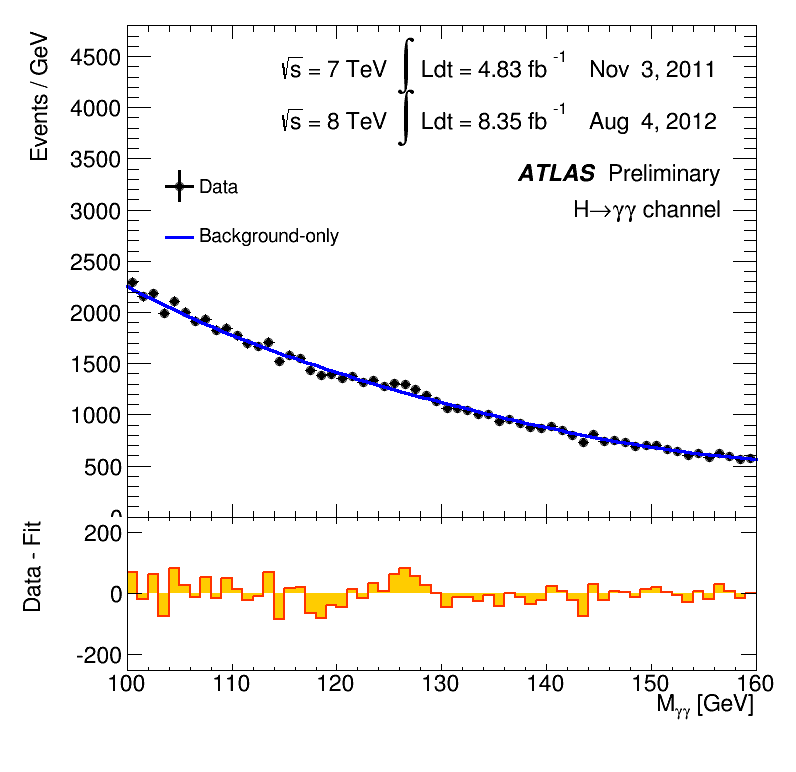 Events / GeV
4500
4000
3500
3000
2500
2000
1500
1000
500
0
√s = 7 TeV ∫ Ldt = 4.83 fb⁻¹ Nov 3, 2011
√s = 8 TeV ∫ Ldt = 8.35 fb⁻¹ Aug 4, 2012
ATLAS Preliminary
H→γγ channel
Data
Background-only
Data - Fit
200
0
-200
100 110 120 130 140 150 160
Mγγ [GeV]